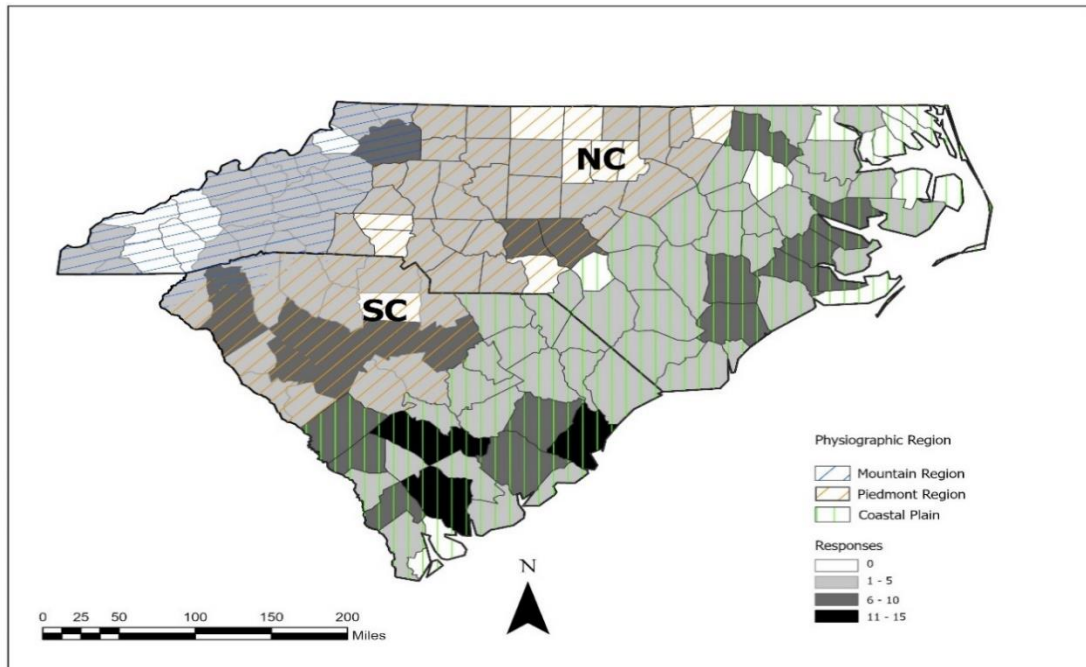 NC
SC
Physiographic Region
Mountain Region
Piedmont Region
Coastal Plain
Responses
0
1 - 5
6 - 10
11 - 15
N
0 25 50 100 150 200
Miles